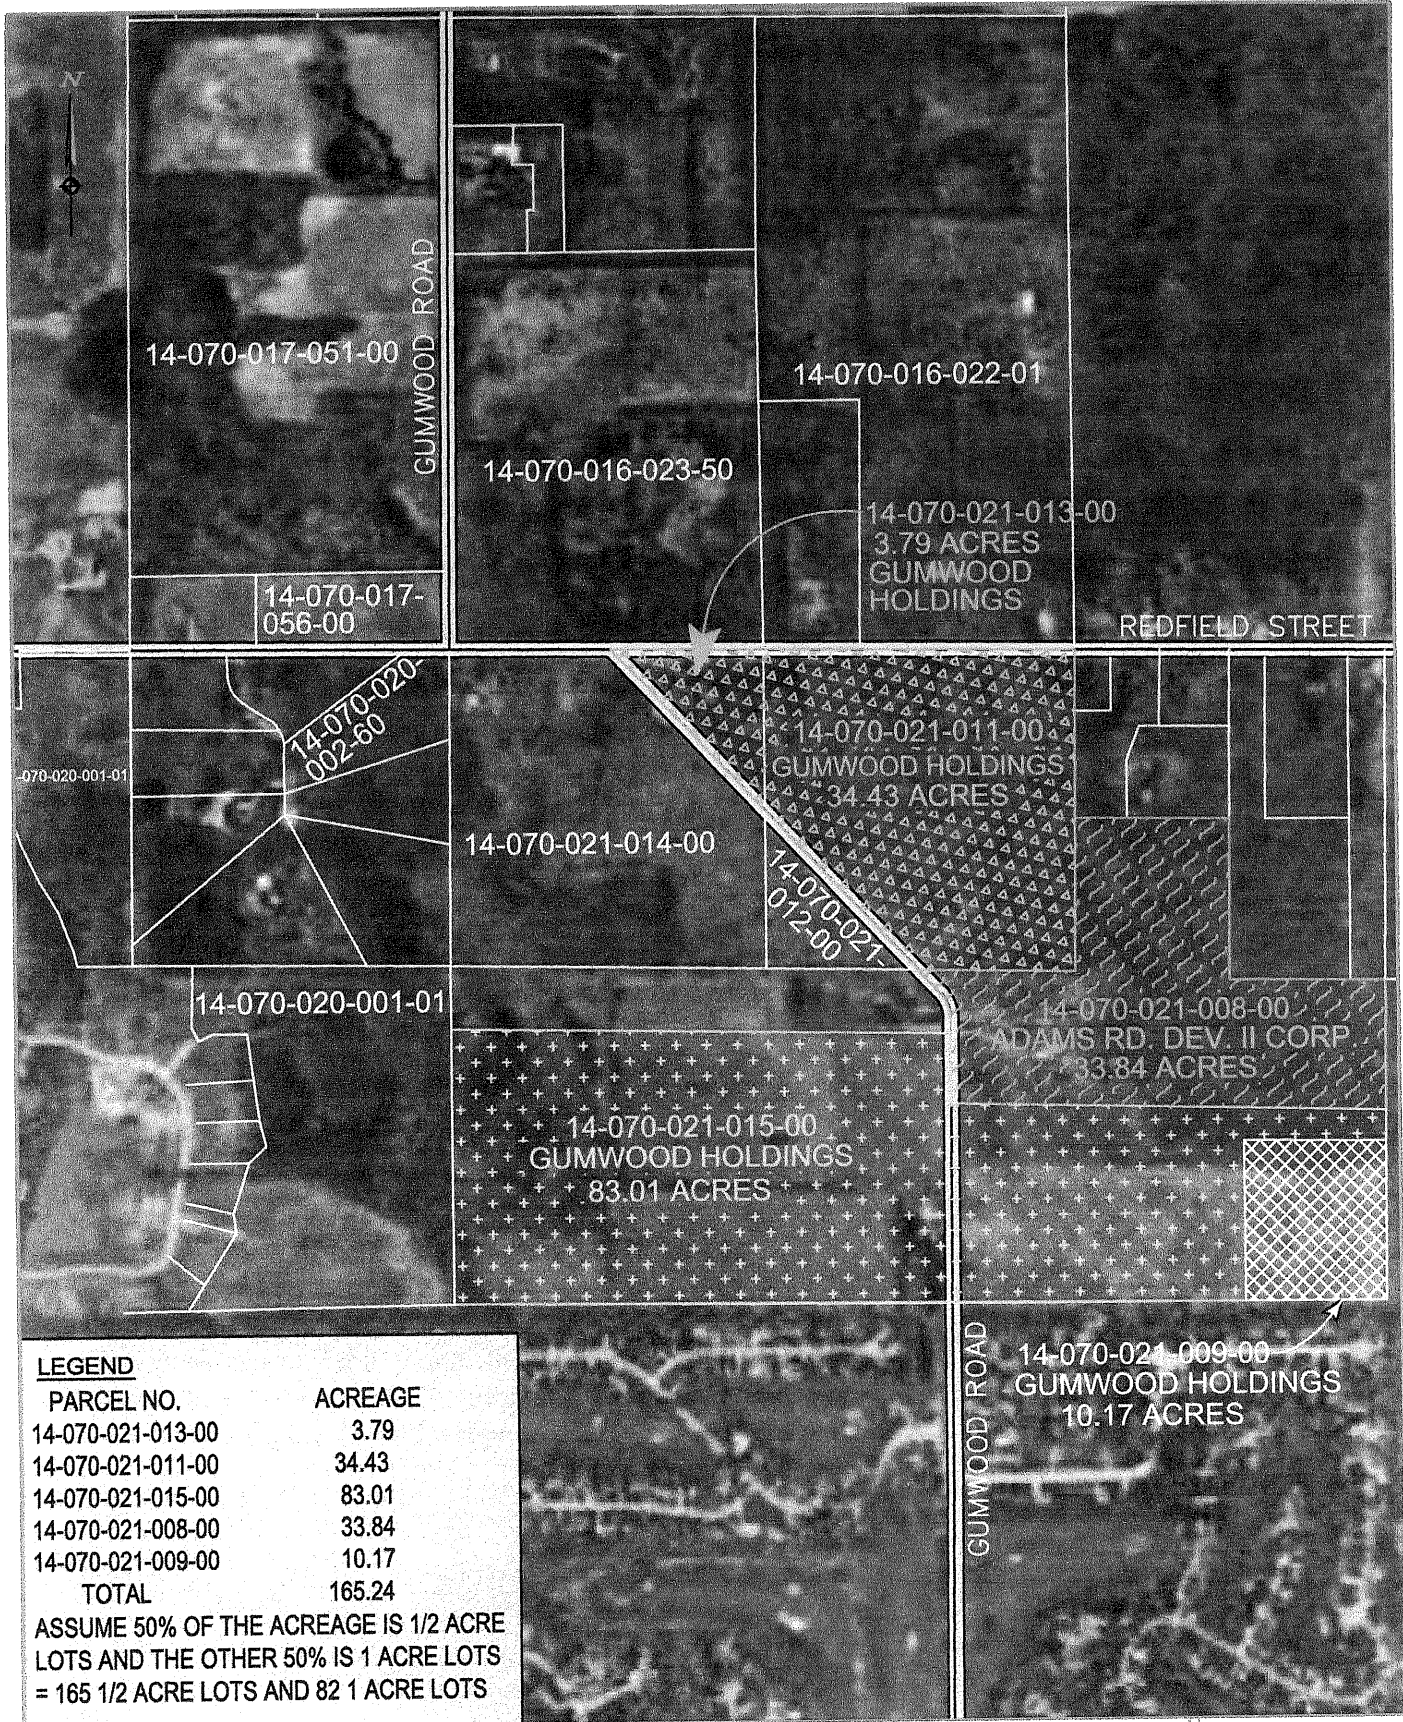 N
GUMWOOD ROAD
14-070-017-051-00
14-070-016-022-01
14-070-016-023-50
14-070-021-013-00
3.79 ACRES
GUMWOOD
HOLDINGS
14-070-017-
056-00
REDFIELD STREET
14-070-020-
002-60
-070-020-001-01
14-070-021-011-00
GUMWOOD HOLDINGS
34.43 ACRES
14-070-021-014-00
14-070-021-
012-00
14-070-020-001-01
14-070-021-008-00
ADAMS RD. DEV. II CORP.
33.84 ACRES
14-070-021-015-00
GUMWOOD HOLDINGS
83.01 ACRES
GUMWOOD ROAD
14-070-021-009-00
GUMWOOD HOLDINGS
10.17 ACRES
LEGEND
PARCEL NO. ACREAGE
14-070-021-013-00 3.79
14-070-021-011-00 34.43
14-070-021-015-00 83.01
14-070-021-008-00 33.84
14-070-021-009-00 10.17
TOTAL 165.24
ASSUME 50% OF THE ACREAGE IS 1/2 ACRE
LOTS AND THE OTHER 50% IS 1 ACRE LOTS
= 165 1/2 ACRE LOTS AND 82 1 ACRE LOTS